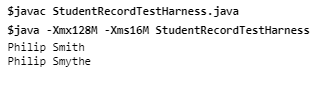 $javac StudentRecordTestHarness.java
$java -Xmx128M -Xms16M StudentRecordTestHarness
Philip Smith
Philip Smythe